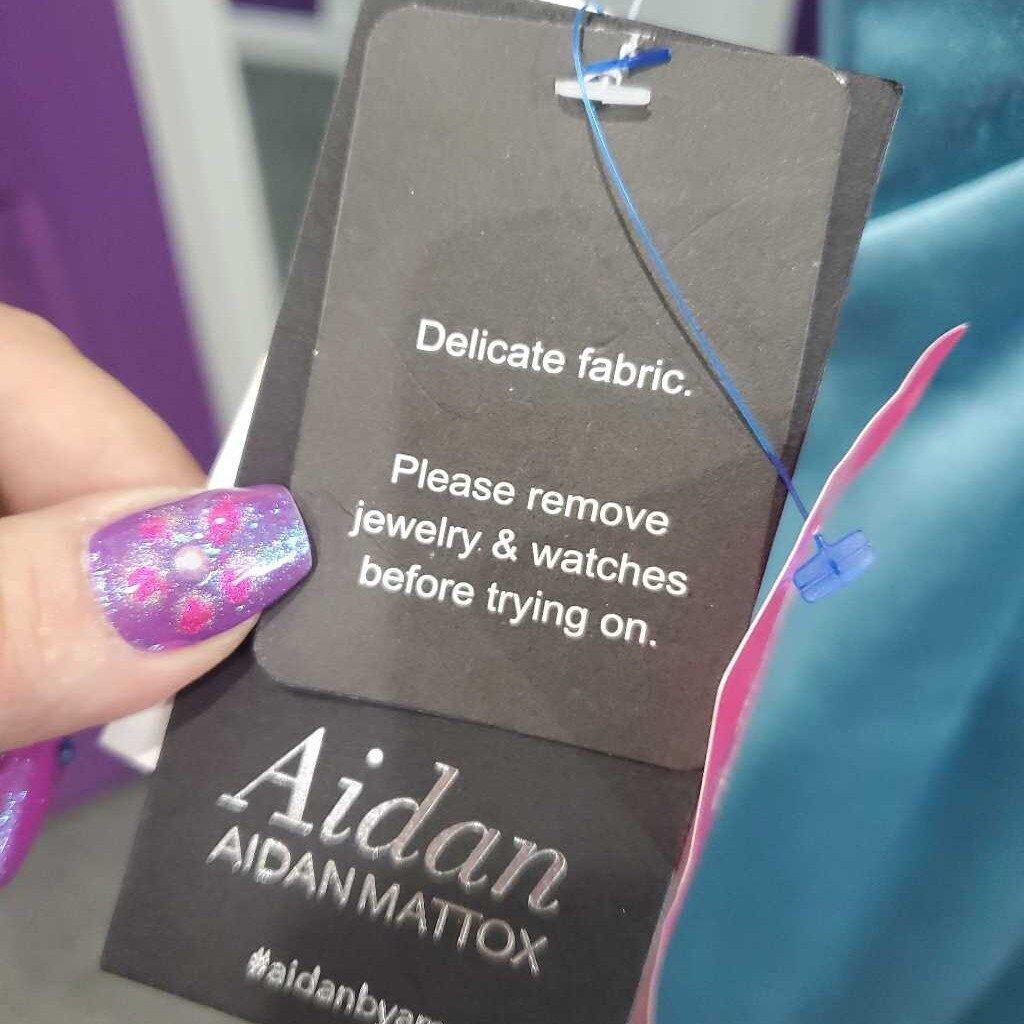 Delicate fabric.
Please remove
jewelry & watches
before trying on.
Aidan
AIDAN MATTOX